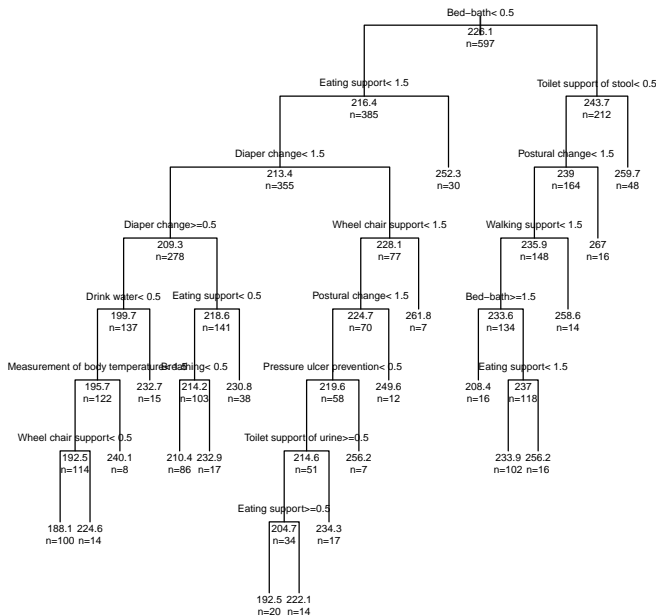 Bed−bath< 0.5
226.1
n=597
Eating support< 1.5
Toilet support of stool< 0.5
216.4
n=385
243.7
n=212
Diaper change< 1.5
252.3
n=30
Postural change< 1.5
259.7
n=48
213.4
n=355
239
n=164
Diaper change>=0.5
Wheel chair support< 1.5
Walking support< 1.5
267
n=16
209.3
n=278
228.1
n=77
235.9
n=148
Drink water< 0.5
Eating support< 0.5
Postural change< 1.5
261.8
n=7
Bed−bath>=1.5
258.6
n=14
199.7
n=137
218.6
n=141
224.7
n=70
233.6
n=134
Measurement of body temperature< 1.5
232.7
n=15
Breathing< 0.5
230.8
n=38
Pressure ulcer prevention< 0.5
249.6
n=12
208.4
n=16
Eating support< 1.5
195.7
n=122
214.2
n=103
219.6
n=58
237
n=118
Wheel chair support< 0.5
240.1
n=8
210.4
n=86
232.9
n=17
Toilet support of urine>=0.5
256.2
n=7
233.9
n=102
256.2
n=16
192.5
n=114
214.6
n=51
188.1
n=100
224.6
n=14
Eating support>=0.5
234.3
n=17
204.7
n=34
192.5
n=20
222.1
n=14